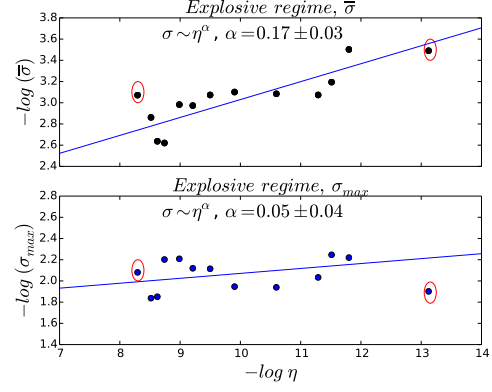 Explosive regime, σ̅
σ ∼ η^α, α = 0.17 ± 0.03
3.8
3.6
3.4
3.2
3.0
2.8
2.6
2.4
−log (σ̅)
Explosive regime, σ_max
σ ∼ η^α, α = 0.05 ± 0.04
2.8
2.6
2.4
2.2
2.0
1.8
1.6
1.4
−log (σ_max)
7 8 9 10 11 12 13 14
−log η